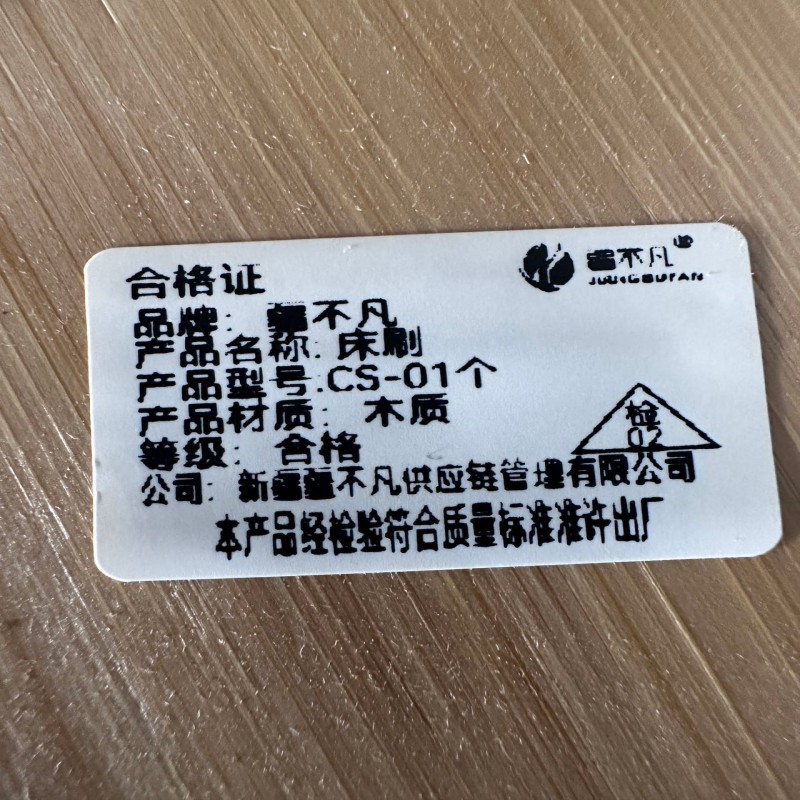 合格证
不凡
品牌: 疆不凡
产品名称: 床刷
产品型号:CS-01个
产品材质: 木质
检
02
等级: 合格
公司: 新疆疆不凡供应链管理有限公司
本产品经检验符合质量标准准许出厂